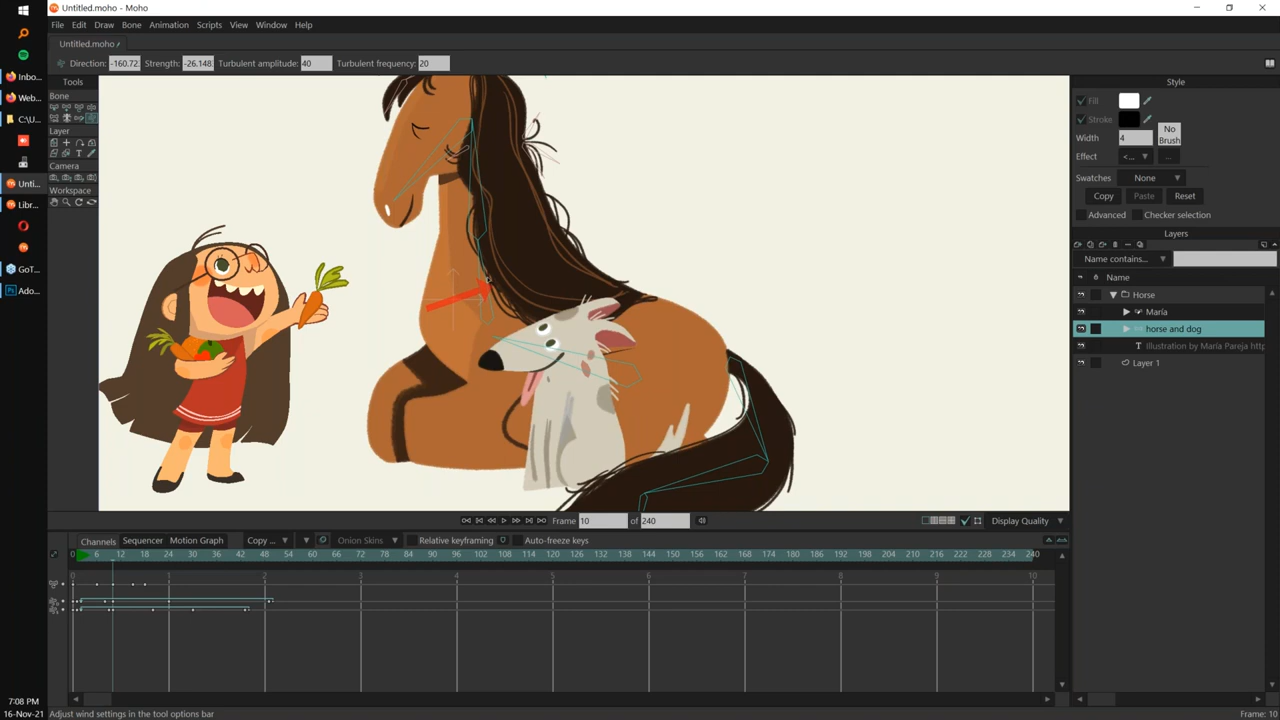 Untitled.moho - Moho
File Edit Draw Bone Animation Scripts View Window Help
Untitled.moho
Direction: -160.72 Strength: -26.148 Turbulent amplitude: 40 Turbulent frequency: 20
Tools
Bone
Layer
Camera
Workspace
Inbo...
Web...
C:\U...
Unti...
Libr...
GoT...
Ado...
Style
Fill
Stroke
Width 4
No
Brush
Effect <... ...
Swatches None
Copy Paste Reset
Advanced Checker selection
Layers
Name contains...
Name
Horse
María
horse and dog
T illustration by María Pareja http
Layer 1
Frame 10 of 240 Display Quality
Channels Sequencer Motion Graph Copy ... Onion Skins Relative keyframing Auto-freeze keys
0 6 12 18 24 30 36 42 48 54 60 66 72 78 84 90 96 102 108 114 120 126 132 138 144 150 156 162 168 174 180 186 192 198 204 210 216 222 228 234 240
0 1 2 3 4 5 6 7 8 9 10
7:08 PM
16-Nov-21
Adjust wind settings in the tool options bar
Frame: 10